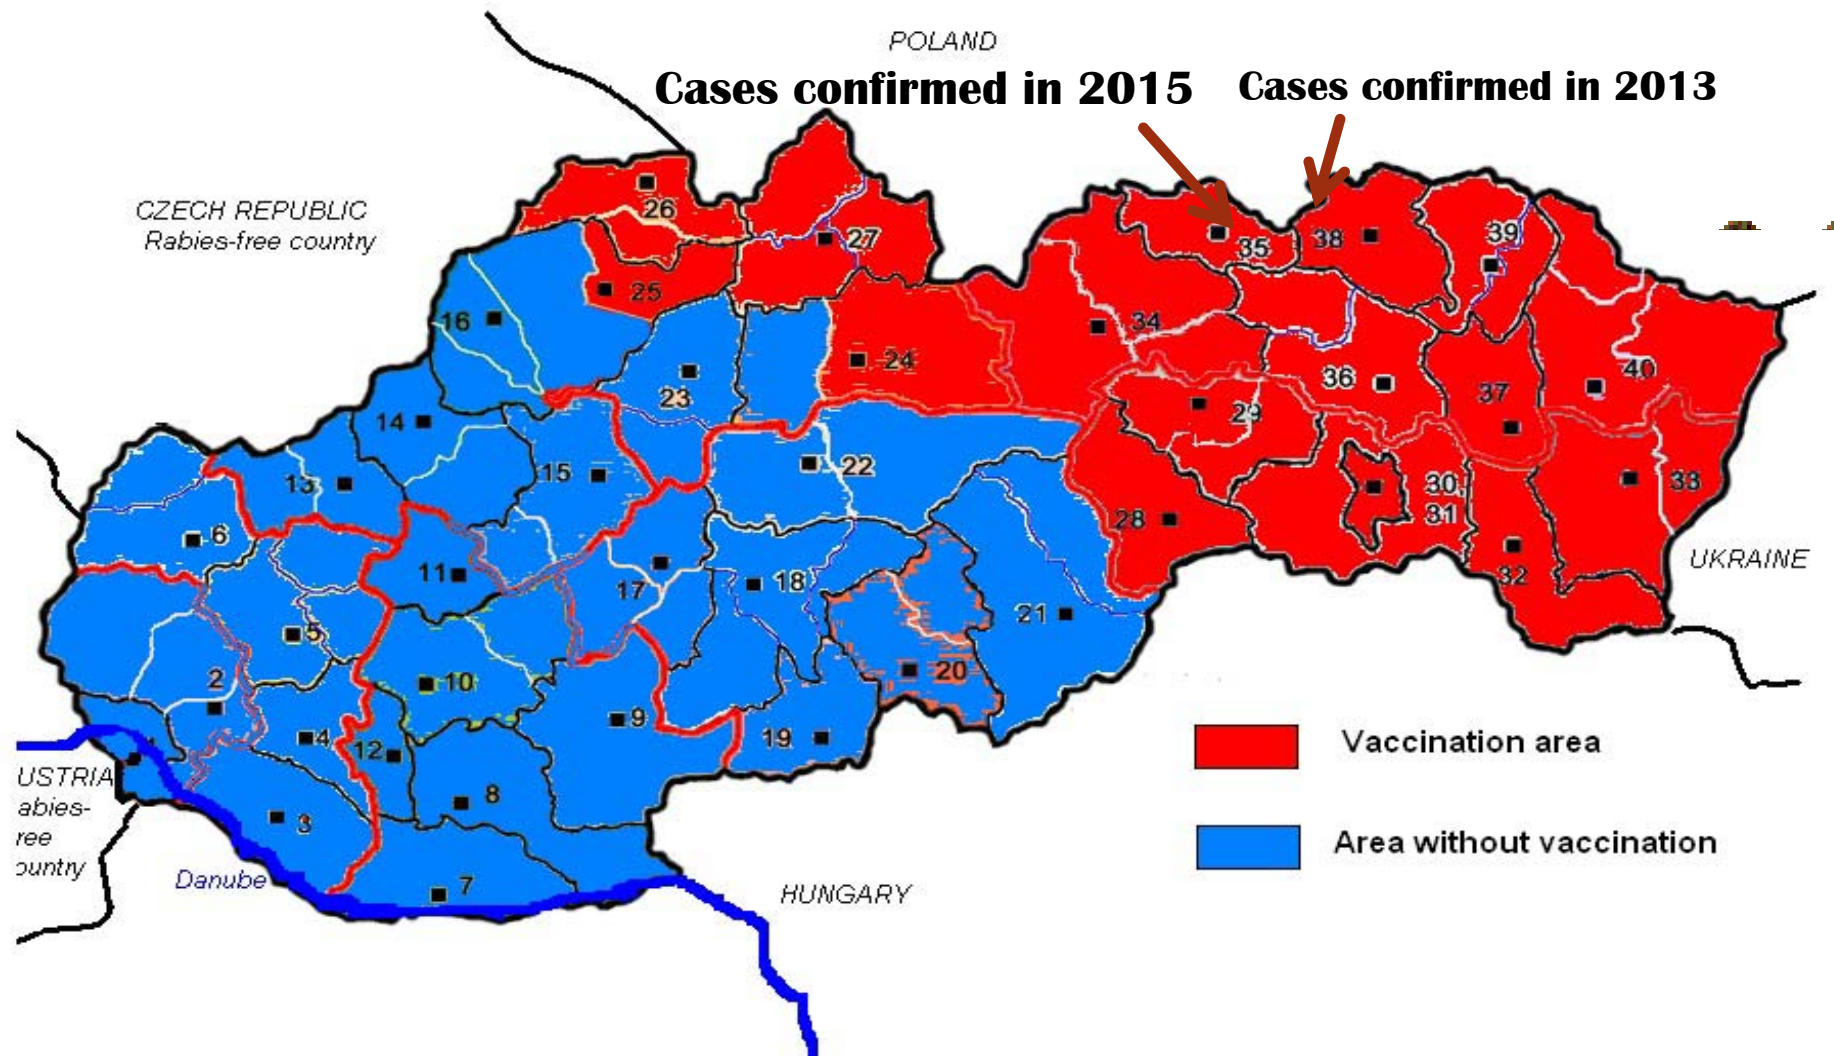 POLAND
Cases confirmed in 2015
Cases confirmed in 2013
CZECH REPUBLIC
Rabies-free country
26
27
25
35
38
39
16
34
24
36
40
23
37
29
14
15
22
13
30,
31
33
6
28
11
17
18
32
UKRAINE
21
5
20
2
10
9
4
12
19
1
Vaccination area
USTRIA
abies-
ree
ountry
3
8
Area without vaccination
Danube
7
HUNGARY